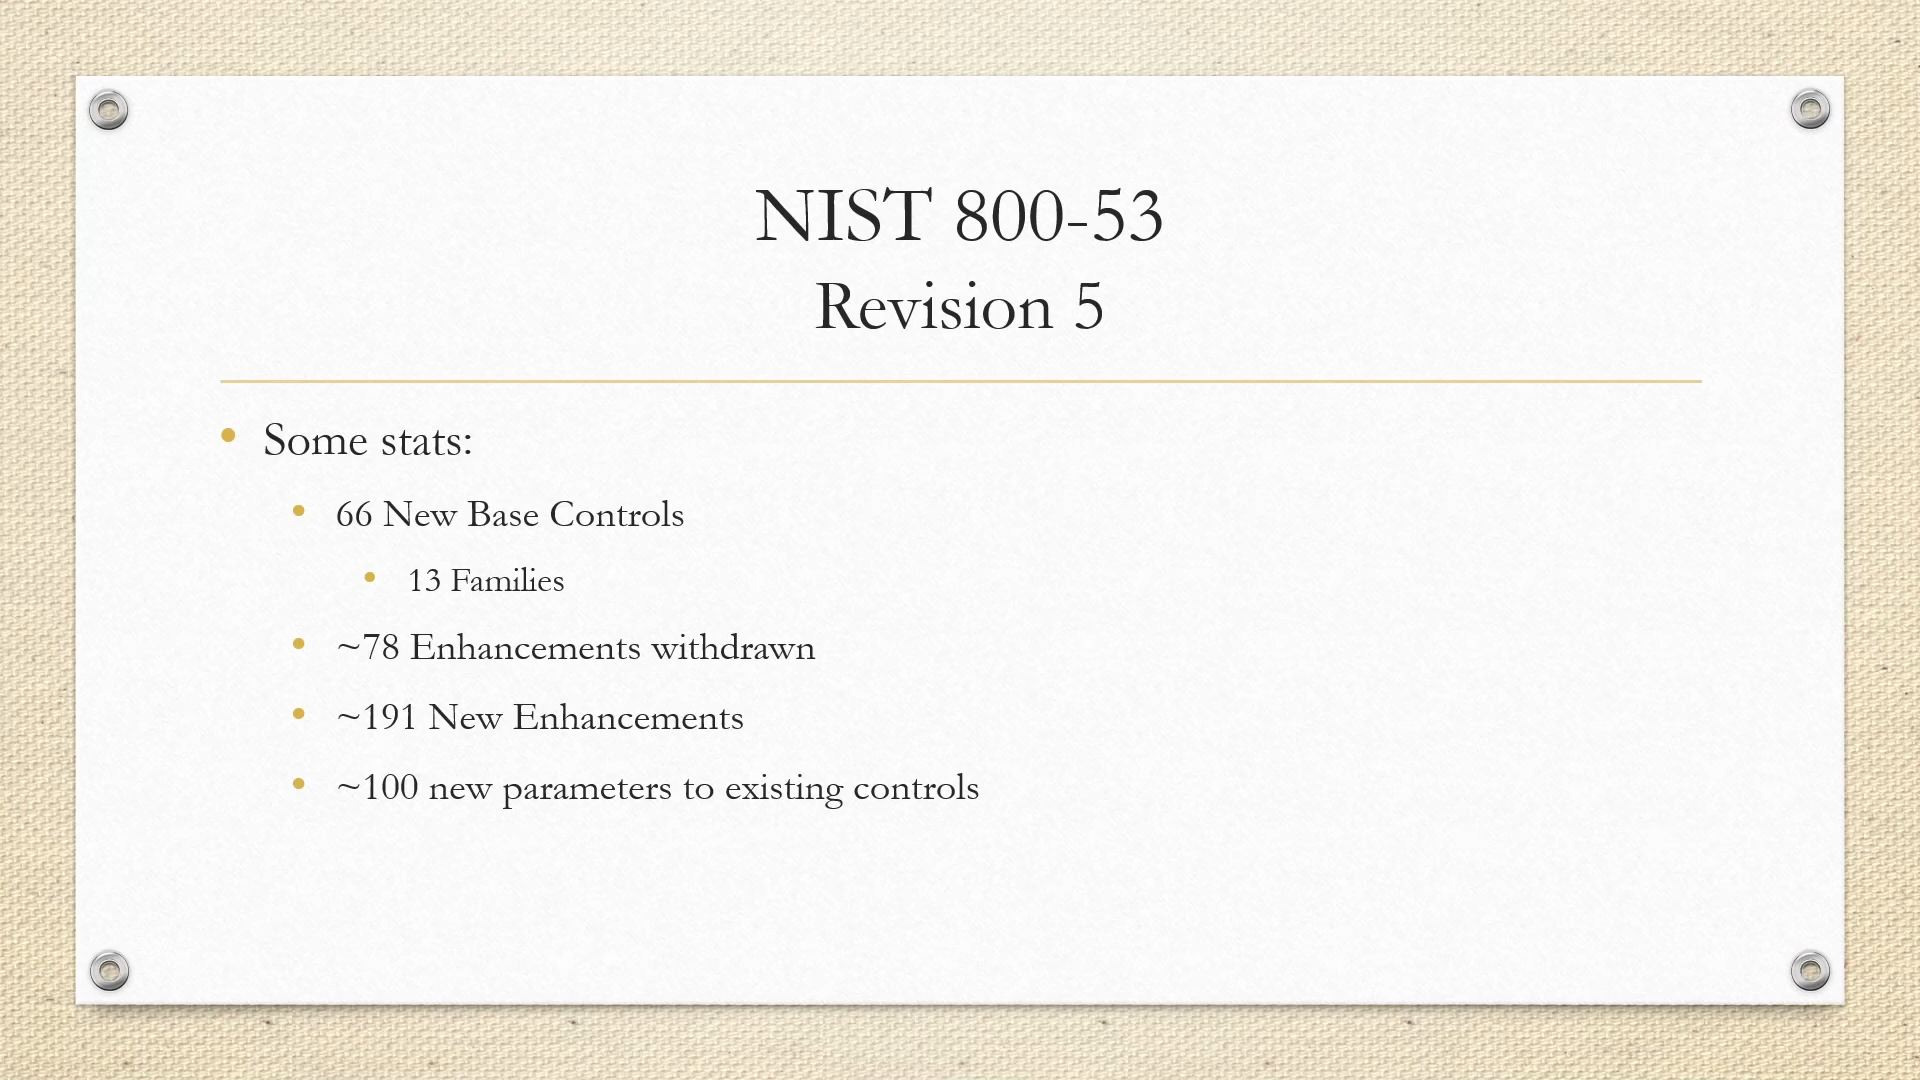 NIST 800-53
Revision 5
Some stats:
66 New Base Controls
13 Families
~78 Enhancements withdrawn
~191 New Enhancements
~100 new parameters to existing controls